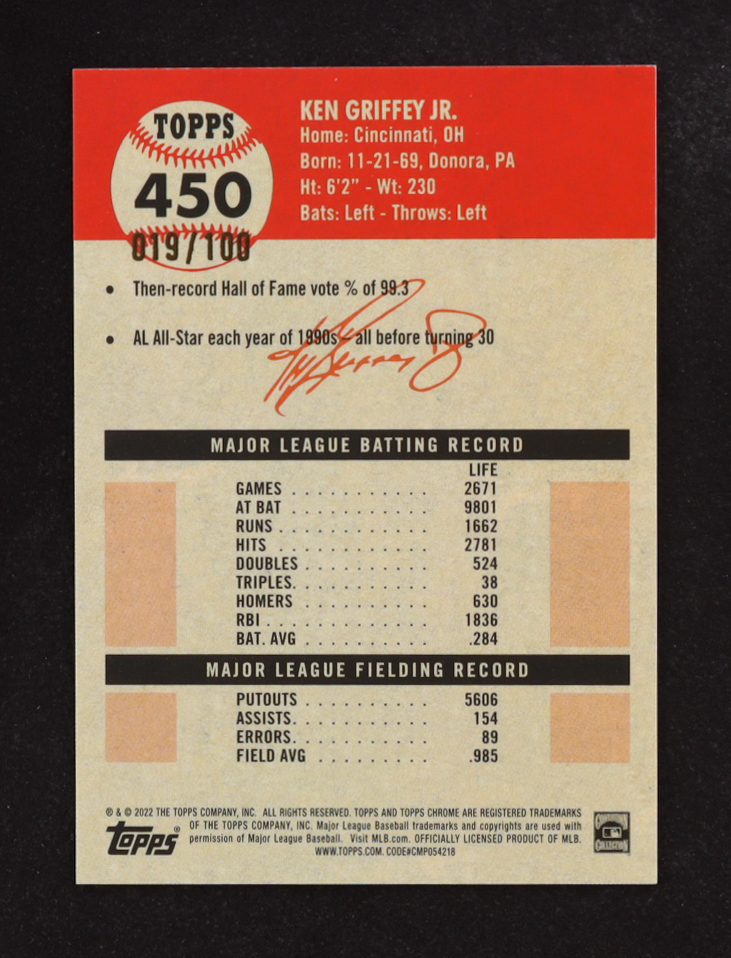 TOPPS
450
019/100
KEN GRIFFEY JR.
Home: Cincinnati, OH
Born: 11-21-69, Donora, PA
Ht: 6'2" - Wt: 230
Bats: Left - Throws: Left
• Then-record Hall of Fame vote % of 99.3
• AL All-Star each year of 1990s – all before turning 30
Ken Griffey Jr
MAJOR LEAGUE BATTING RECORD
LIFE
GAMES . . . . . . . . . . . 2671
AT BAT . . . . . . . . . . . 9801
RUNS . . . . . . . . . . . . 1662
HITS . . . . . . . . . . . . 2781
DOUBLES . . . . . . . . . . 524
TRIPLES. . . . . . . . . . . 38
HOMERS . . . . . . . . . . 630
RBI . . . . . . . . . . . . . 1836
BAT. AVG . . . . . . . . . . .284
MAJOR LEAGUE FIELDING RECORD
PUTOUTS . . . . . . . . . . 5606
ASSISTS. . . . . . . . . . . 154
ERRORS. . . . . . . . . . . 89
FIELD AVG . . . . . . . . . .985
® & © 2022 THE TOPPS COMPANY, INC. ALL RIGHTS RESERVED. TOPPS AND TOPPS CHROME ARE REGISTERED TRADEMARKS
OF THE TOPPS COMPANY, INC. Major League Baseball trademarks and copyrights are used with
permission of Major League Baseball. Visit MLB.com. OFFICIALLY LICENSED PRODUCT OF MLB.
WWW.TOPPS.COM. CODE#CMP054218
Topps®
COOPERSTOWN
COLLECTION